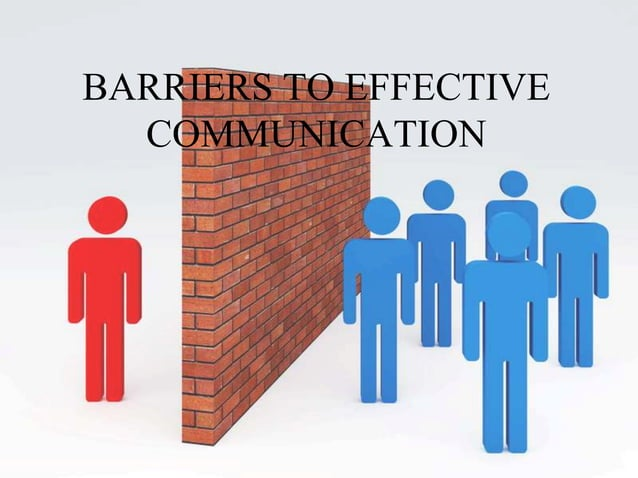 BARRIERS TO EFFECTIVE
COMMUNICATION